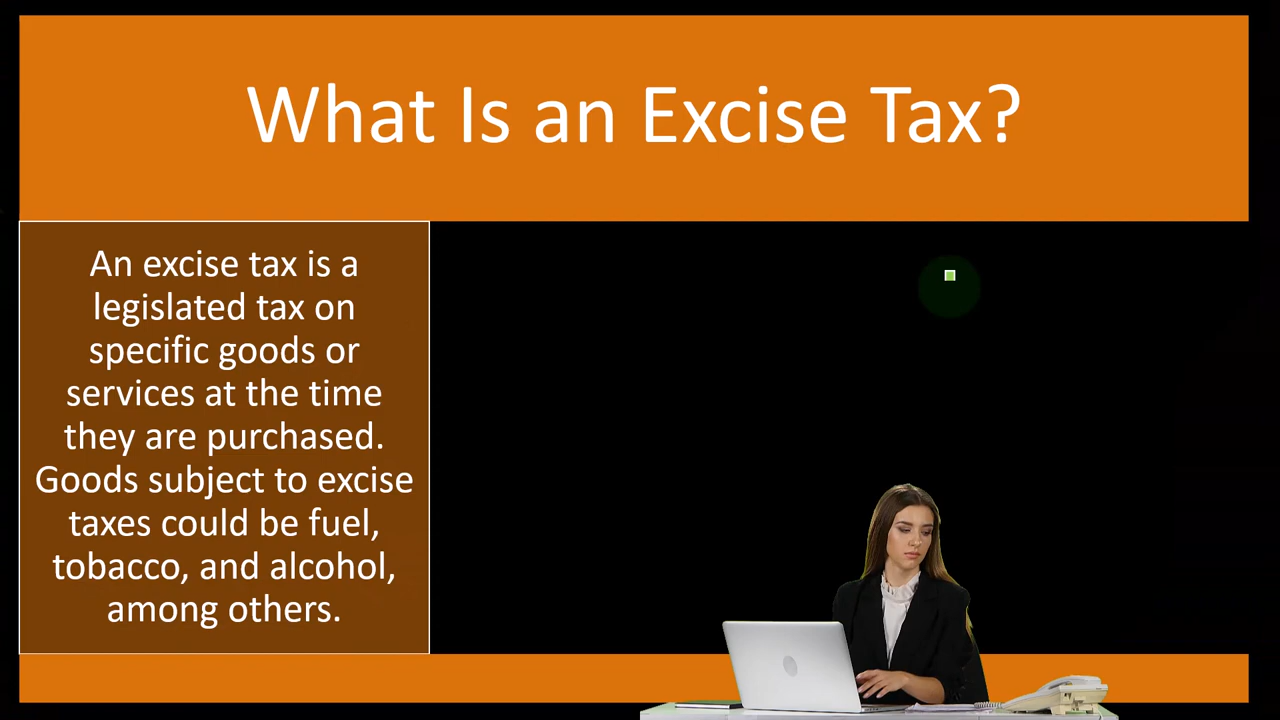 What Is an Excise Tax?
An excise tax is a
legislated tax on
specific goods or
services at the time
they are purchased.
Goods subject to excise
taxes could be fuel,
tobacco, and alcohol,
among others.